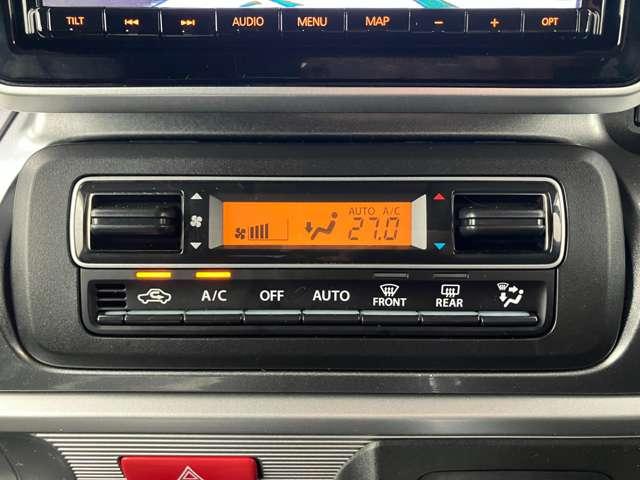 TILT AUDIO MENU MAP - + OPT
AUTO A/C
27.0
A/C OFF AUTO FRONT REAR